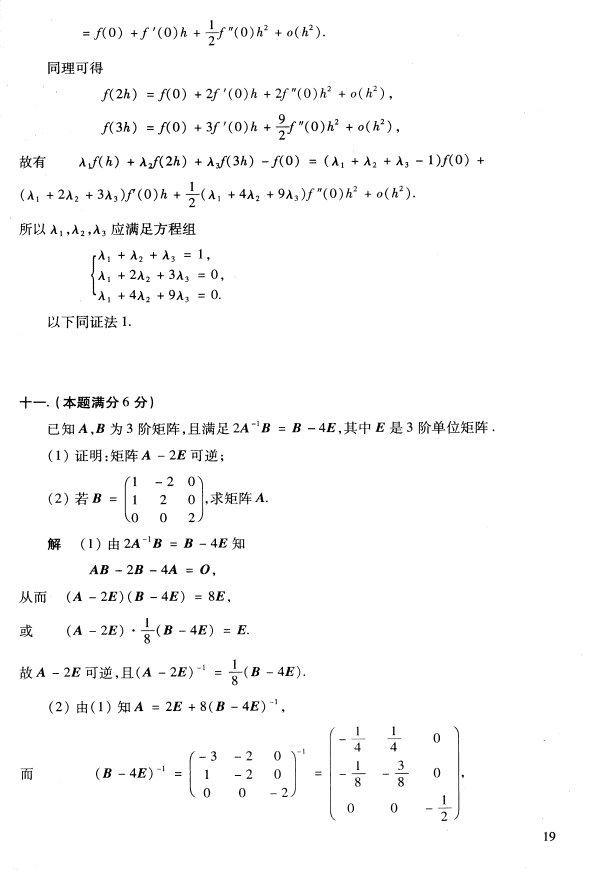 = f(0) + f′(0)h + 1/2 f″(0)h² + o(h²).
同理可得
f(2h) = f(0) + 2f′(0)h + 2f″(0)h² + o(h²),
f(3h) = f(0) + 3f′(0)h + 9/2 f″(0)h² + o(h²),
故有 λ₁f(h) + λ₂f(2h) + λ₃f(3h) - f(0) = (λ₁ + λ₂ + λ₃ - 1)f(0) +
(λ₁ + 2λ₂ + 3λ₃)f′(0)h + 1/2(λ₁ + 4λ₂ + 9λ₃)f″(0)h² + o(h²).
所以 λ₁,λ₂,λ₃ 应满足方程组
λ₁ + λ₂ + λ₃ = 1,
λ₁ + 2λ₂ + 3λ₃ = 0,
λ₁ + 4λ₂ + 9λ₃ = 0.
以下同证法 1.
十一. (本题满分 6 分)
已知 A,B 为 3 阶矩阵,且满足 2A⁻¹B = B - 4E,其中 E 是 3 阶单位矩阵.
(1) 证明:矩阵 A - 2E 可逆;
(2) 若 B = (1 -2 0; 1 2 0; 0 0 2),求矩阵 A.
解 (1) 由 2A⁻¹B = B - 4E 知
AB - 2B - 4A = O,
从而 (A - 2E)(B - 4E) = 8E,
或 (A - 2E) · 1/8(B - 4E) = E.
故 A - 2E 可逆,且(A - 2E)⁻¹ = 1/8(B - 4E).
(2) 由(1) 知 A = 2E + 8(B - 4E)⁻¹,
而 (B - 4E)⁻¹ = (-3 -2 0; 1 -2 0; 0 0 -2)⁻¹ = (-1/4 1/4 0; -1/8 -3/8 0; 0 0 -1/2),
19